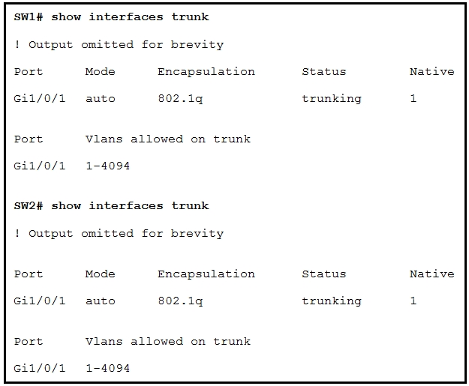 SW1# show interfaces trunk
! Output omitted for brevity
Port Mode Encapsulation Status Native
Gi1/0/1 auto 802.1q trunking 1
Port Vlans allowed on trunk
Gi1/0/1 1-4094
SW2# show interfaces trunk
! Output omitted for brevity
Port Mode Encapsulation Status Native
Gi1/0/1 auto 802.1q trunking 1
Port Vlans allowed on trunk
Gi1/0/1 1-4094